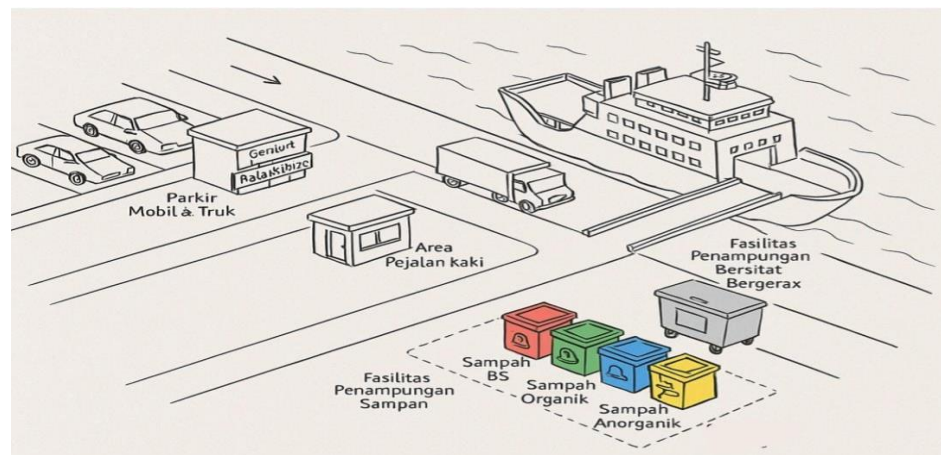 Genlurt
Parkir
Mobil & Truk
Area
Pejalan kaki
Fasilitas
Penampungan
Bersitat
Bergerax
Sampah
BS
Sampah
Organik
Sampah
Anorganik
Fasilitas
Penampungan
Sampan